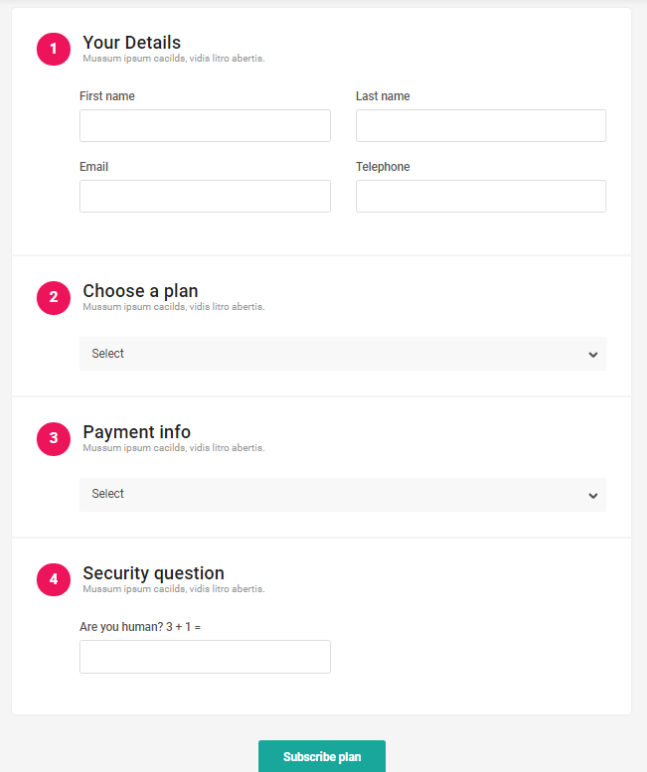 1 Your Details
Mussum ipsum cacilds, vidis litro abertis.
First name Last name
Email Telephone
2 Choose a plan
Mussum ipsum cacilds, vidis litro abertis.
Select
3 Payment info
Mussum ipsum cacilds, vidis litro abertis.
Select
4 Security question
Mussum ipsum cacilds, vidis litro abertis.
Are you human? 3 + 1 =
Subscribe plan